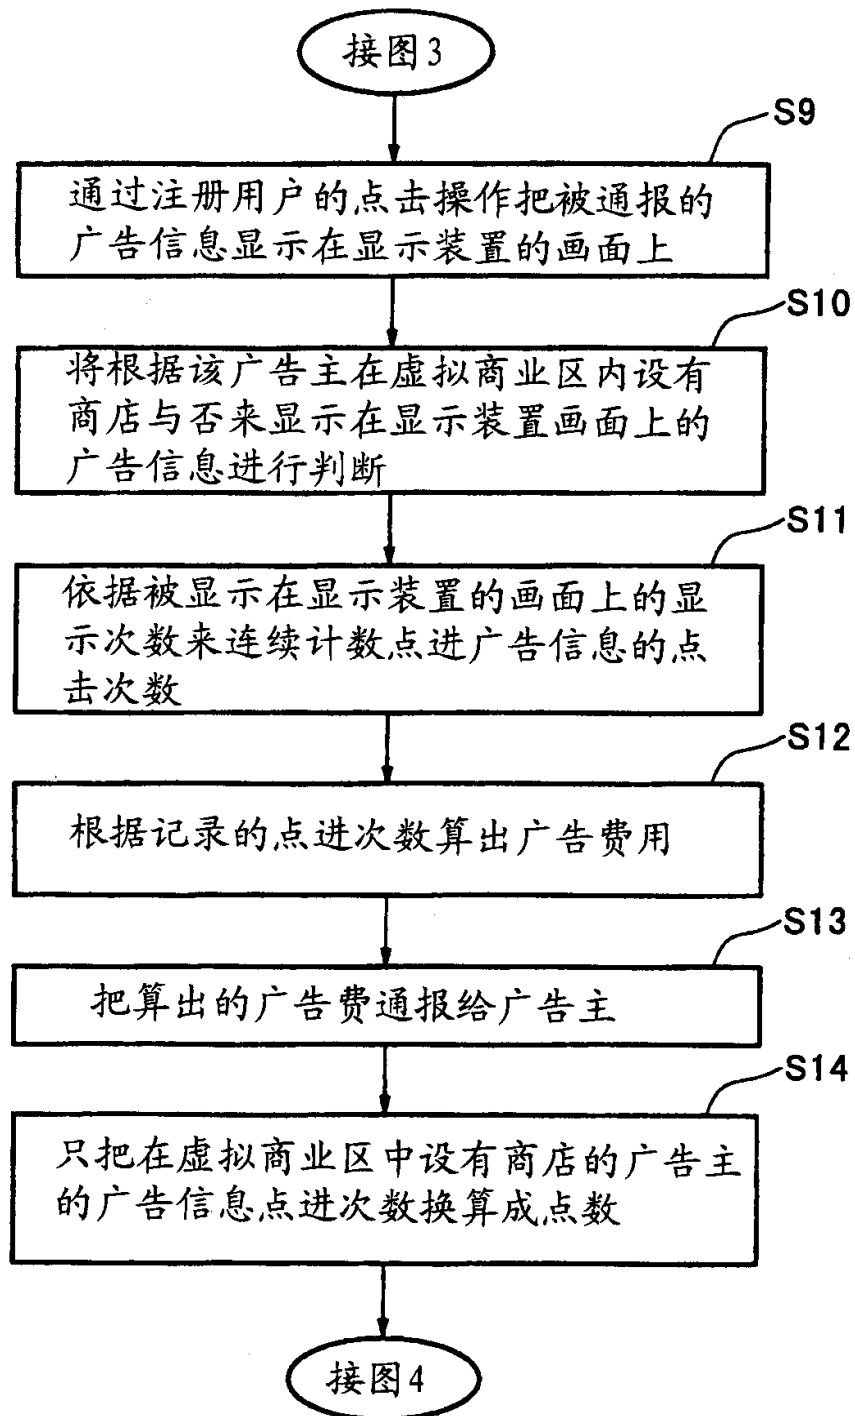 接图3
S9
通过注册用户的点击操作把被通报的
广告信息显示在显示装置的画面上
S10
将根据该广告主在虚拟商业区内设有
商店与否来显示在显示装置画面上的
广告信息进行判断
S11
依据被显示在显示装置的画面上的显
示次数来连续计数点进广告信息的点
击次数
S12
根据记录的点进次数算出广告费用
S13
把算出的广告费通报给广告主
S14
只把在虚拟商业区中设有商店的广告主
的广告信息点进次数换算成点数
接图4